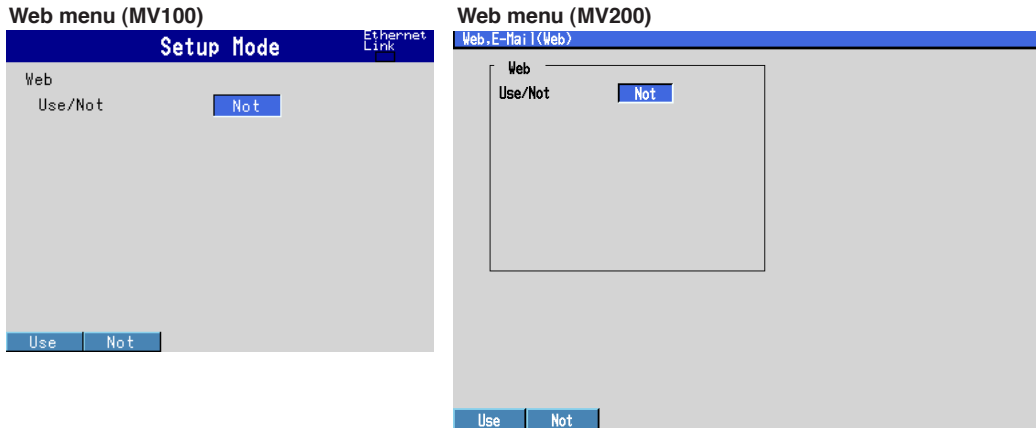 Web menu (MV100)
Setup Mode
Ethernet
Link
Web
Use/Not Not
Use Not
Web menu (MV200)
Web,E-Mail(Web)
Web
Use/Not Not
Use Not